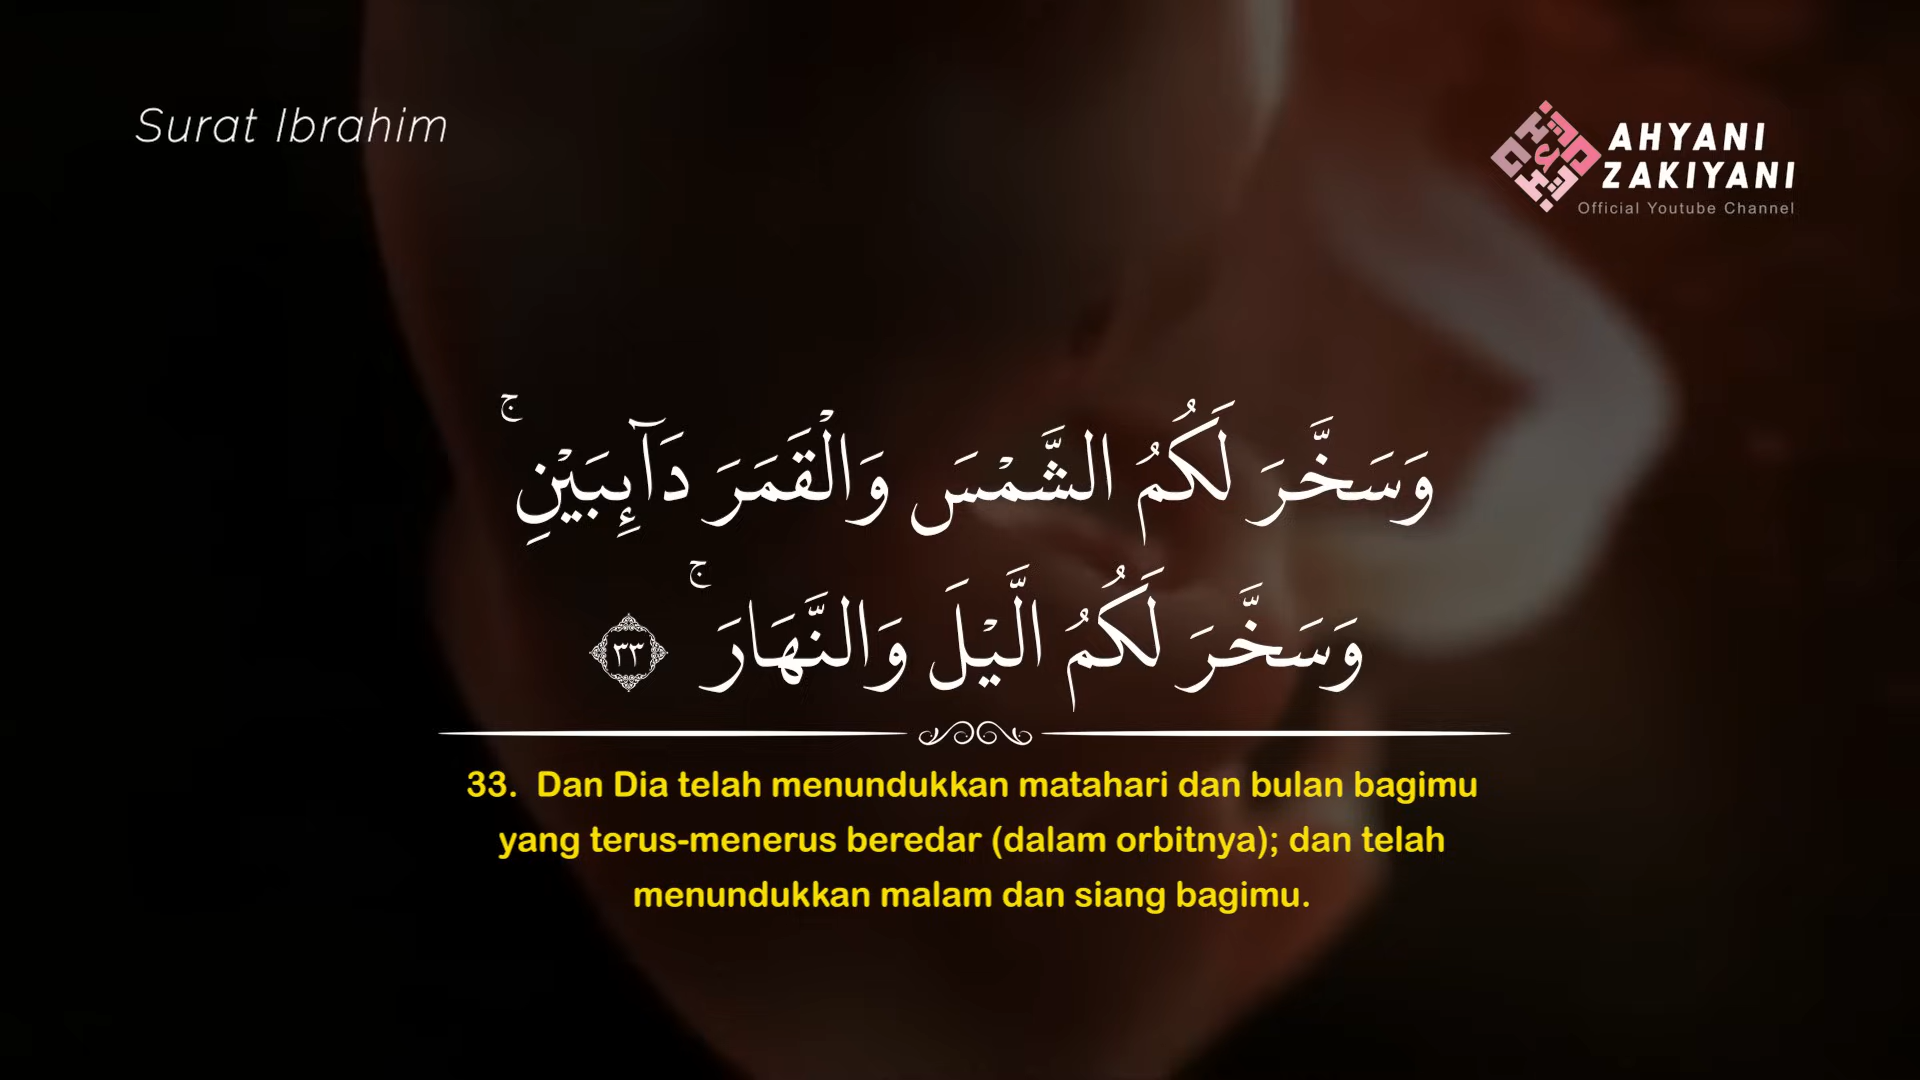 Surat Ibrahim
AHYANI
ZAKIYANI
Official Youtube Channel
وَسَخَّرَ لَكُمُ الشَّمْسَ وَالْقَمَرَ دَآئِبَيْنِ ۚ
وَسَخَّرَ لَكُمُ الَّيْلَ وَالنَّهَارَ ۚ ٣٣
33. Dan Dia telah menundukkan matahari dan bulan bagimu
yang terus-menerus beredar (dalam orbitnya); dan telah
menundukkan malam dan siang bagimu.